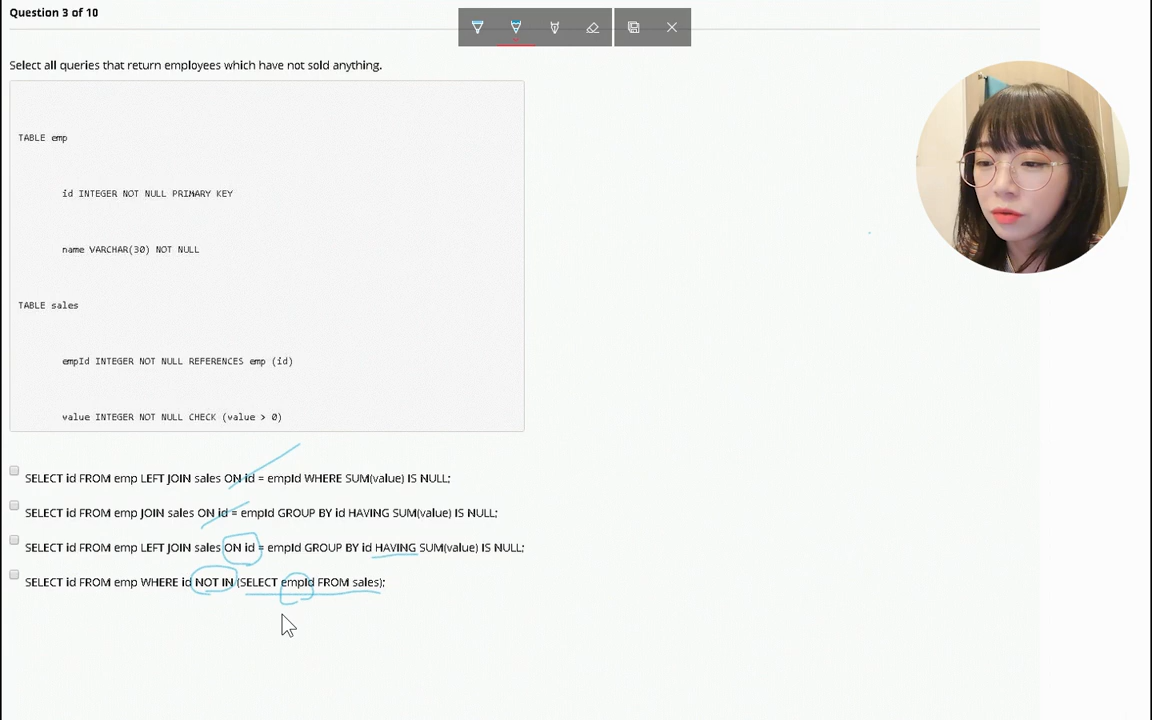 Question 3 of 10
Select all queries that return employees which have not sold anything.
TABLE emp
id INTEGER NOT NULL PRIMARY KEY
name VARCHAR(30) NOT NULL
TABLE sales
empId INTEGER NOT NULL REFERENCES emp (id)
value INTEGER NOT NULL CHECK (value > 0)
SELECT id FROM emp LEFT JOIN sales ON id = empId WHERE SUM(value) IS NULL;
SELECT id FROM emp JOIN sales ON id = empId GROUP BY id HAVING SUM(value) IS NULL;
SELECT id FROM emp LEFT JOIN sales ON id = empId GROUP BY id HAVING SUM(value) IS NULL;
SELECT id FROM emp WHERE id NOT IN (SELECT empId FROM sales);